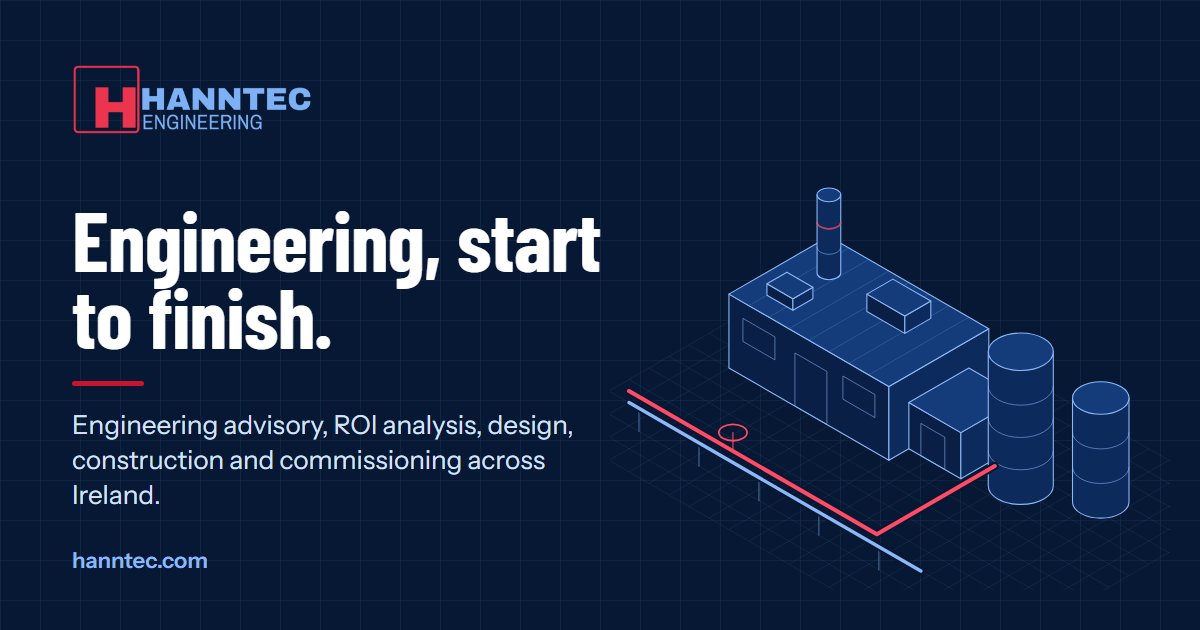 H HANNTEC
ENGINEERING
Engineering, start
to finish.
Engineering advisory, ROI analysis, design,
construction and commissioning across
Ireland.
hanntec.com